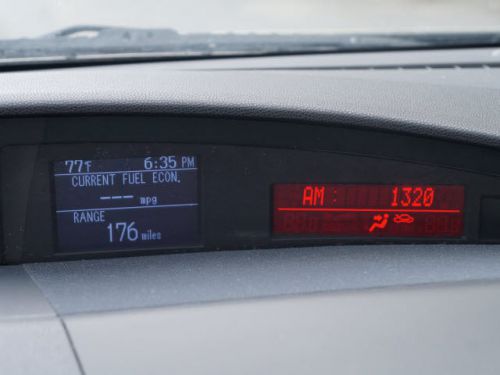 77°F 6:35 PM
CURRENT FUEL ECON.
--- mpg
RANGE
176 miles
AM : 1320